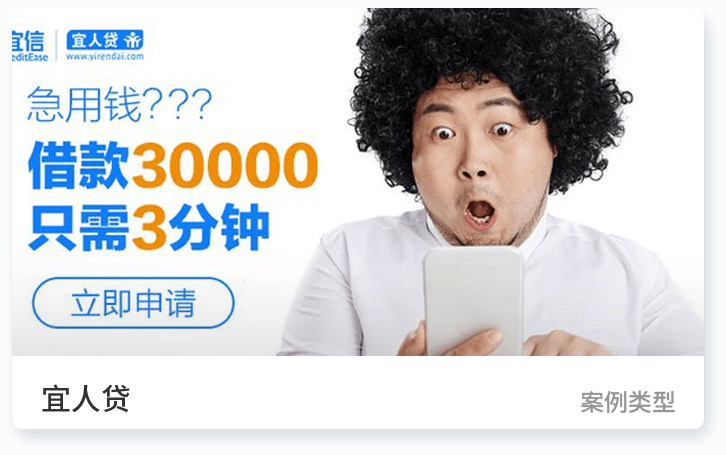 宜信
宜人贷
editEase
www.yirendai.com
急用钱???
借款30000
只需3分钟
立即申请
宜人贷
案例类型